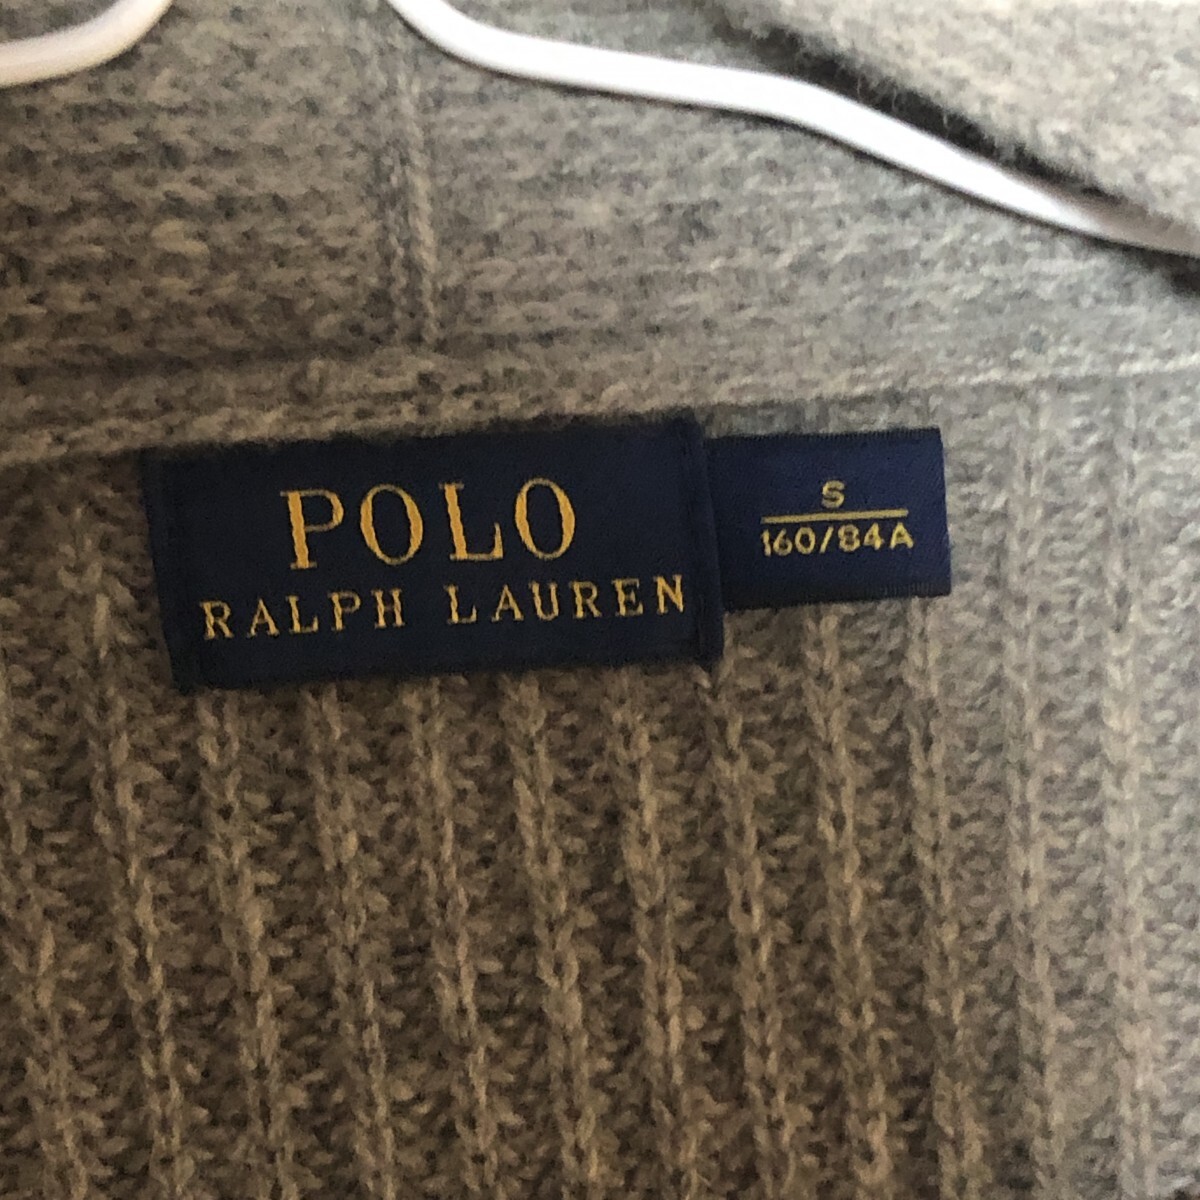 POLO
RALPH LAUREN
S
160/84A